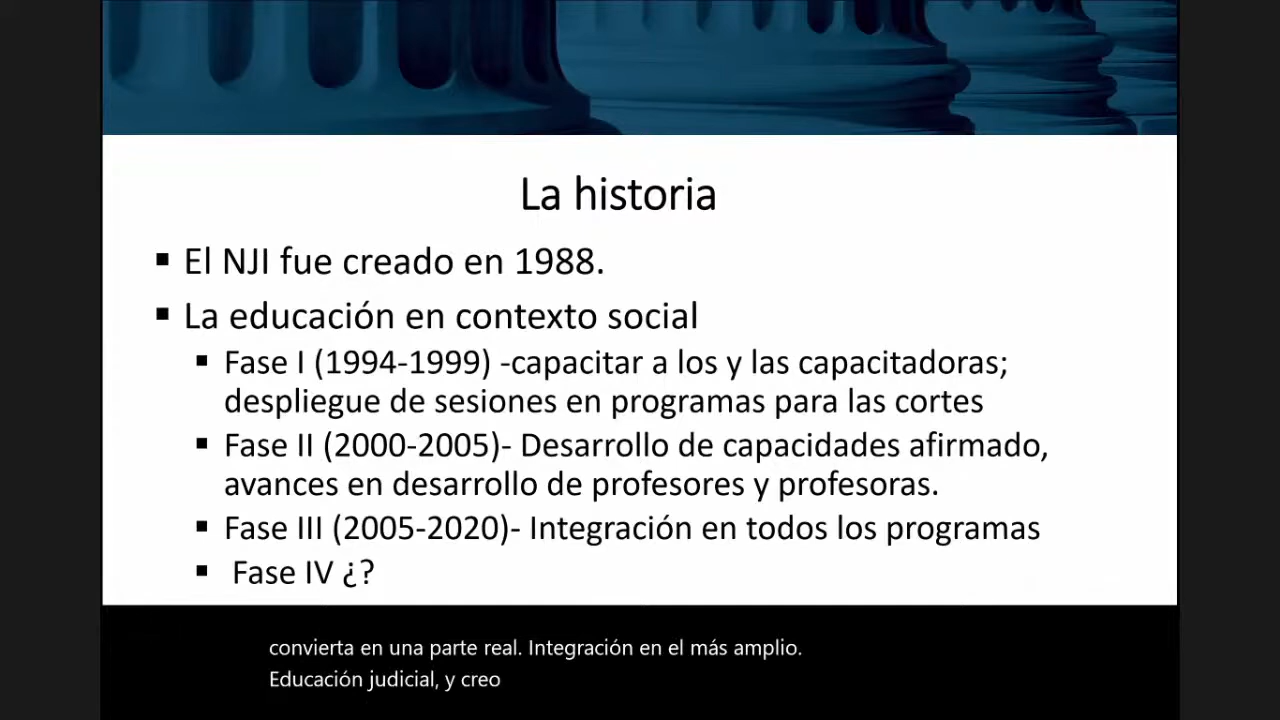 La historia
▪ El NJI fue creado en 1988.
▪ La educación en contexto social
▪ Fase I (1994-1999) -capacitar a los y las capacitadoras;
despliegue de sesiones en programas para las cortes
▪ Fase II (2000-2005)- Desarrollo de capacidades afirmado,
avances en desarrollo de profesores y profesoras.
▪ Fase III (2005-2020)- Integración en todos los programas
▪ Fase IV ¿?
convierta en una parte real. Integración en el más amplio.
Educación judicial, y creo